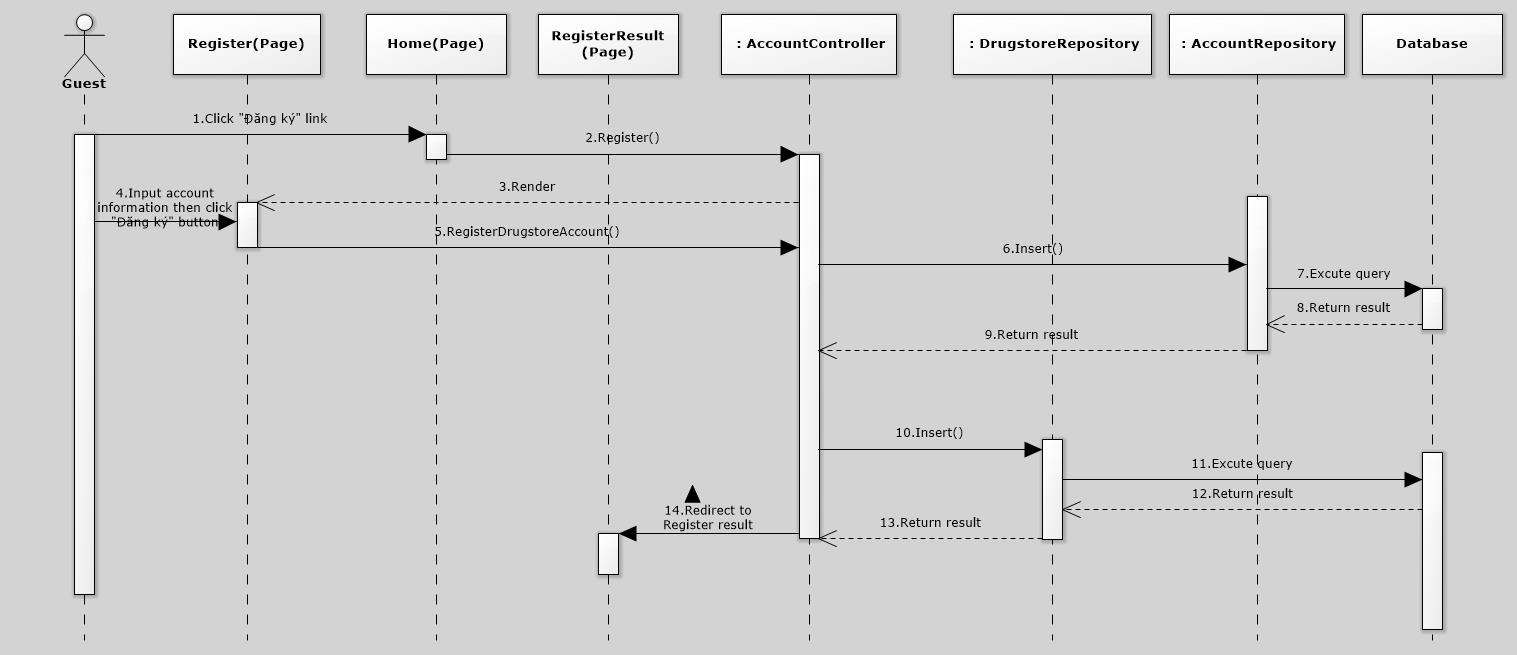 Guest
Register(Page)
Home(Page)
RegisterResult
(Page)
: AccountController
: DrugstoreRepository
: AccountRepository
Database
1.Click "Đăng ký" link
2.Register()
3.Render
4.Input account
information then click
"Đăng ký" button
5.RegisterDrugstoreAccount()
6.Insert()
7.Excute query
8.Return result
9.Return result
10.Insert()
11.Excute query
12.Return result
13.Return result
14.Redirect to
Register result